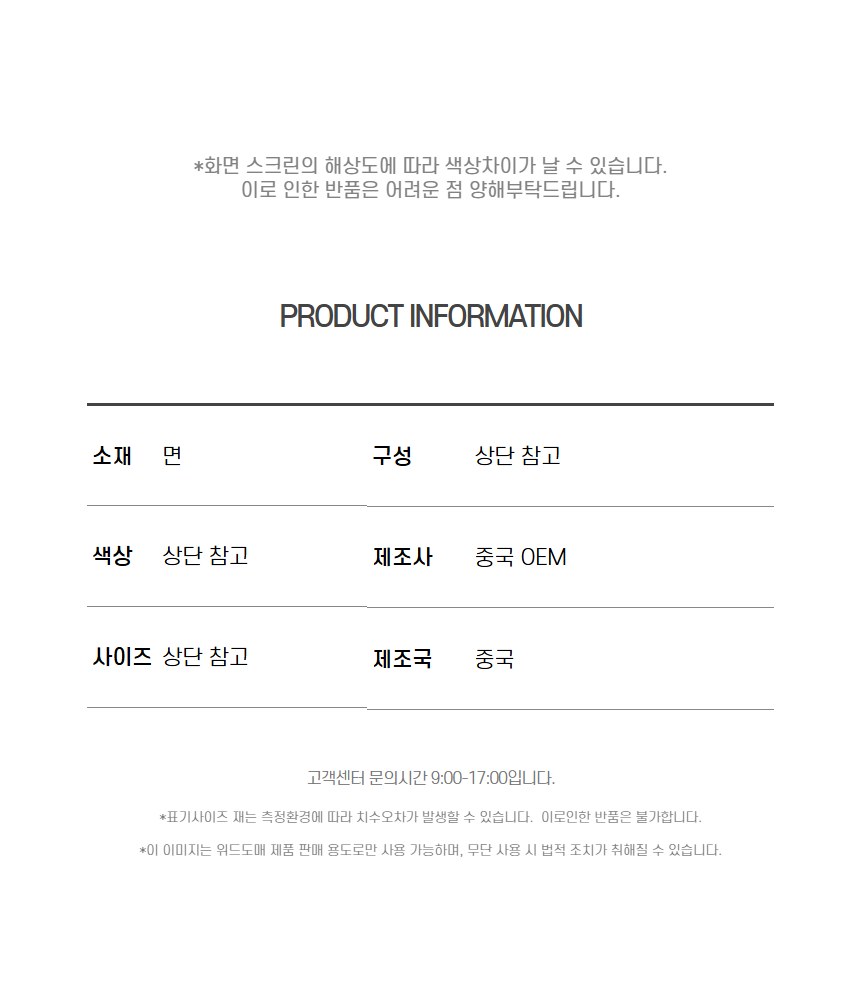 *화면 스크린의 해상도에 따라 색상차이가 날 수 있습니다.
이로 인한 반품은 어려운 점 양해부탁드립니다.
PRODUCT INFORMATION
소재 면 구성 상단 참고
색상 상단 참고 제조사 중국 OEM
사이즈 상단 참고 제조국 중국
고객센터 문의시간 9:00-17:00입니다.
*표기사이즈 재는 측정환경에 따라 치수오차가 발생할 수 있습니다. 이로인한 반품은 불가합니다.
*이 이미지는 위드도매 제품 판매 용도로만 사용 가능하며, 무단 사용 시 법적 조치가 취해질 수 있습니다.